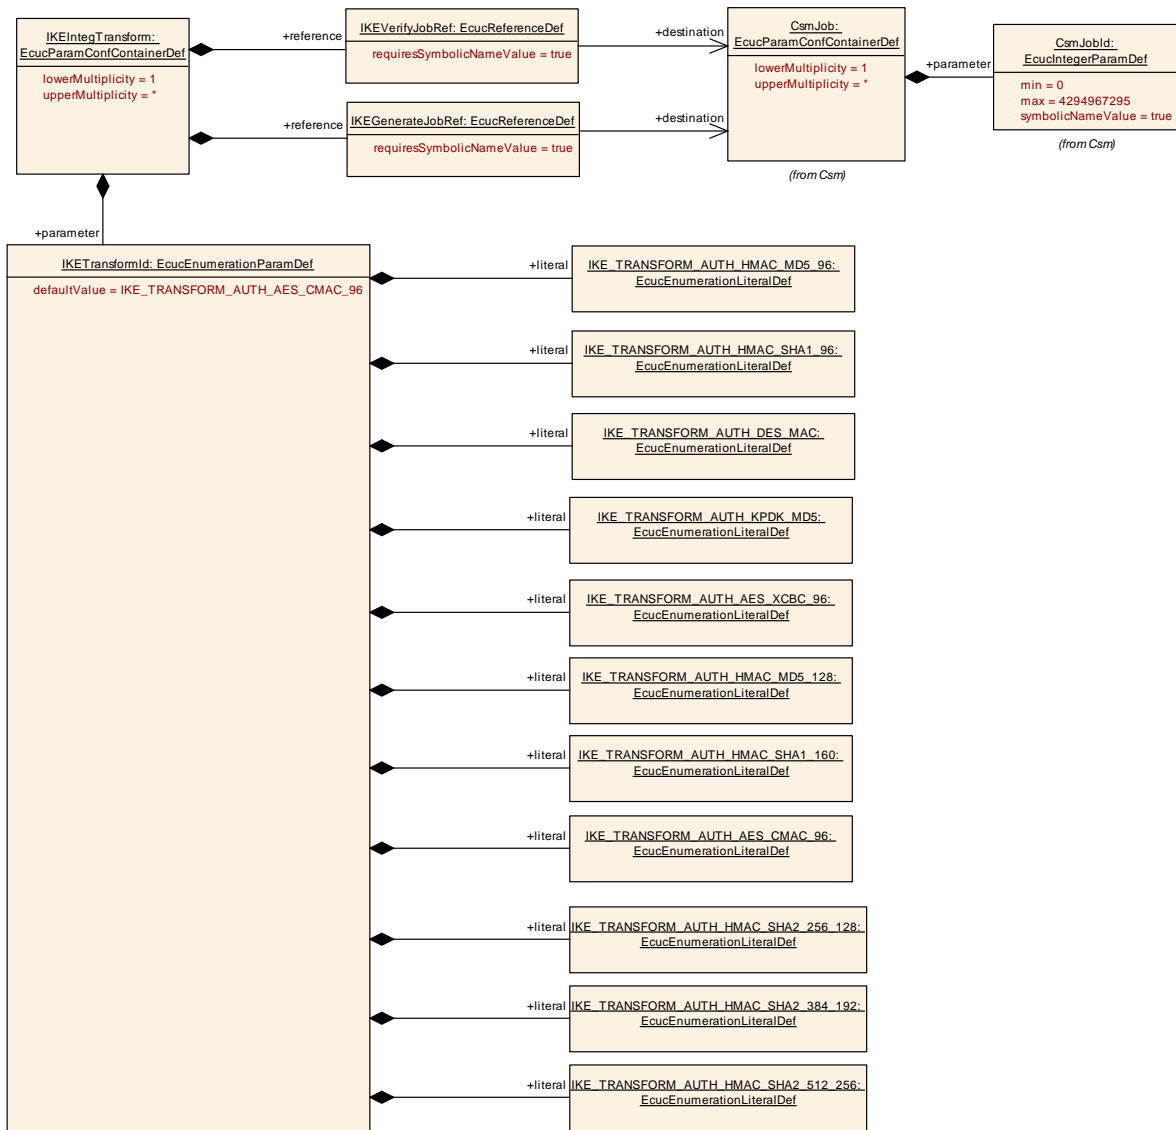 IKEIntegTransform:
EcucParamConfContainerDef
lowerMultiplicity = 1
upperMultiplicity = *
+reference
IKEVerifyJobRef: EcucReferenceDef
requiresSymbolicNameValue = true
+destination
CsmJob:
EcucParamConfContainerDef
lowerMultiplicity = 1
upperMultiplicity = *
(from Csm)
+parameter
CsmJobId:
EcucIntegerParamDef
min = 0
max = 4294967295
symbolicNameValue = true
(from Csm)
+reference
IKEGenerateJobRef: EcucReferenceDef
requiresSymbolicNameValue = true
+destination
+parameter
IKETransformId: EcucEnumerationParamDef
defaultValue = IKE_TRANSFORM_AUTH_AES_CMAC_96
+literal
IKE_TRANSFORM_AUTH_HMAC_MD5_96:
EcucEnumerationLiteralDef
+literal
IKE_TRANSFORM_AUTH_HMAC_SHA1_96:
EcucEnumerationLiteralDef
+literal
IKE_TRANSFORM_AUTH_DES_MAC:
EcucEnumerationLiteralDef
+literal
IKE_TRANSFORM_AUTH_KPDK_MD5:
EcucEnumerationLiteralDef
+literal
IKE_TRANSFORM_AUTH_AES_XCBC_96:
EcucEnumerationLiteralDef
+literal
IKE_TRANSFORM_AUTH_HMAC_MD5_128:
EcucEnumerationLiteralDef
+literal
IKE_TRANSFORM_AUTH_HMAC_SHA1_160:
EcucEnumerationLiteralDef
+literal
IKE_TRANSFORM_AUTH_AES_CMAC_96:
EcucEnumerationLiteralDef
+literal
IKE_TRANSFORM_AUTH_HMAC_SHA2_256_128:
EcucEnumerationLiteralDef
+literal
IKE_TRANSFORM_AUTH_HMAC_SHA2_384_192:
EcucEnumerationLiteralDef
+literal
IKE_TRANSFORM_AUTH_HMAC_SHA2_512_256:
EcucEnumerationLiteralDef